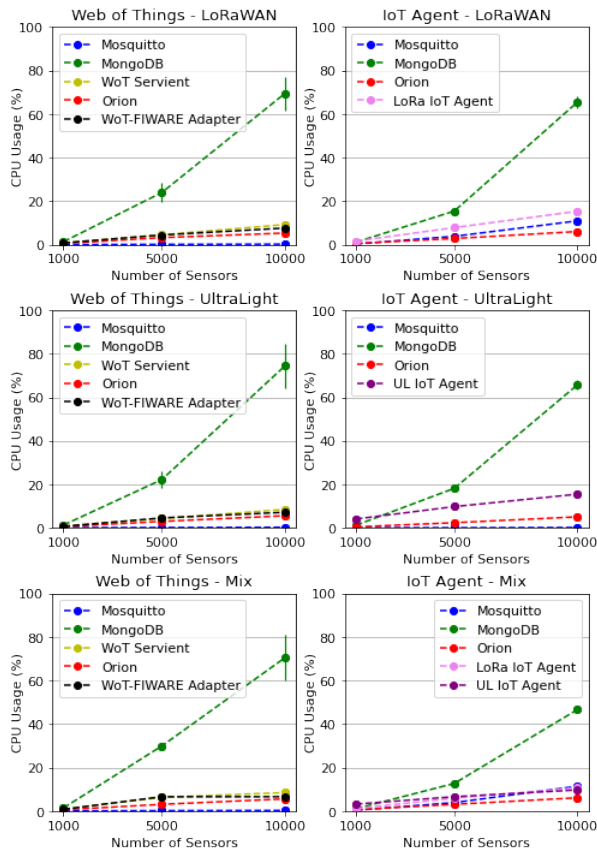 Web of Things - LoRaWAN
CPU Usage (%)
100
80
60
40
20
0
Mosquitto
MongoDB
WoT Servient
Orion
WoT-FIWARE Adapter
1000
5000
10000
Number of Sensors
IoT Agent - LoRaWAN
CPU Usage (%)
100
80
60
40
20
0
Mosquitto
MongoDB
Orion
LoRa IoT Agent
1000
5000
10000
Number of Sensors
Web of Things - UltraLight
CPU Usage (%)
100
80
60
40
20
0
Mosquitto
MongoDB
WoT Servient
Orion
WoT-FIWARE Adapter
1000
5000
10000
Number of Sensors
IoT Agent - UltraLight
CPU Usage (%)
100
80
60
40
20
0
Mosquitto
MongoDB
Orion
UL IoT Agent
1000
5000
10000
Number of Sensors
Web of Things - Mix
CPU Usage (%)
100
80
60
40
20
0
Mosquitto
MongoDB
WoT Servient
Orion
WoT-FIWARE Adapter
1000
5000
10000
Number of Sensors
IoT Agent - Mix
CPU Usage (%)
100
80
60
40
20
0
Mosquitto
MongoDB
Orion
LoRa IoT Agent
UL IoT Agent
1000
5000
10000
Number of Sensors